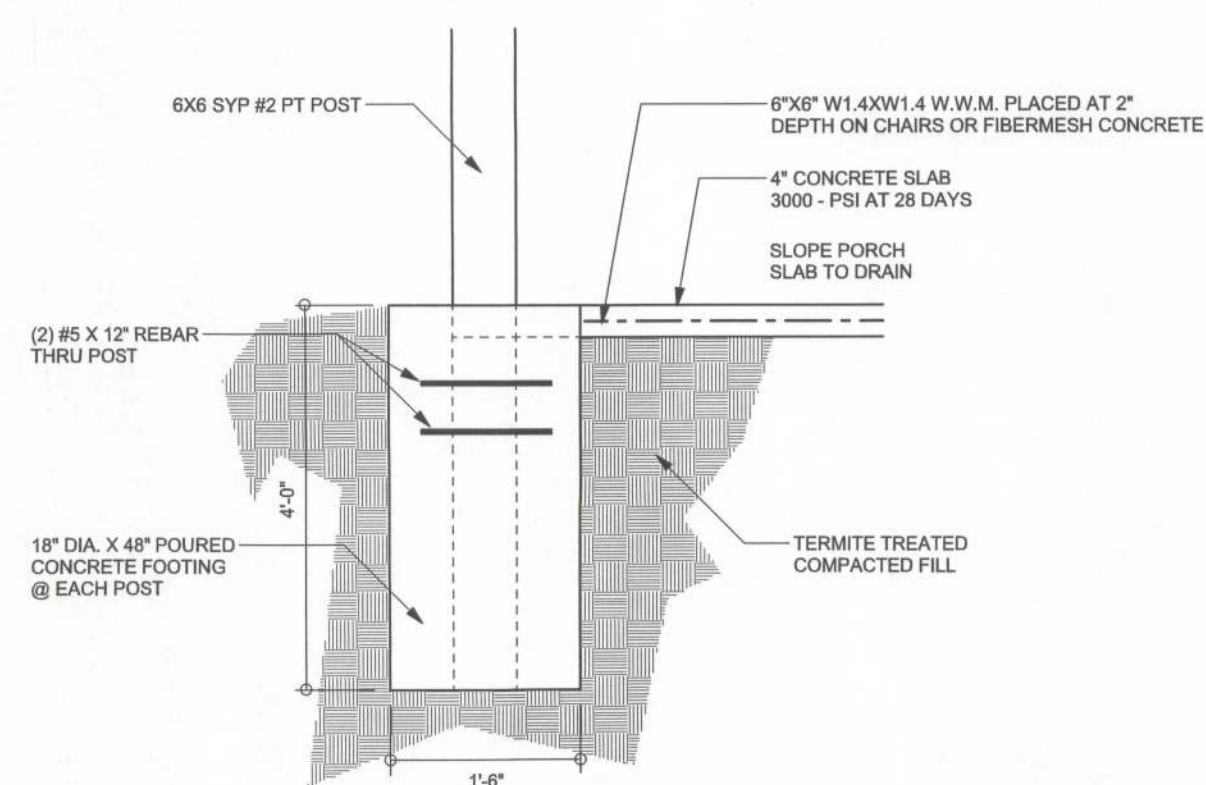 6X6 SYP #2 PT POST
6"X6" W1.4XW1.4 W.W.M. PLACED AT 2"
DEPTH ON CHAIRS OR FIBERMESH CONCRETE
4" CONCRETE SLAB
3000 - PSI AT 28 DAYS
SLOPE PORCH
SLAB TO DRAIN
(2) #5 X 12" REBAR
THRU POST
4'-0"
18" DIA. X 48" POURED
CONCRETE FOOTING
@ EACH POST
TERMITE TREATED
COMPACTED FILL
1'-6"